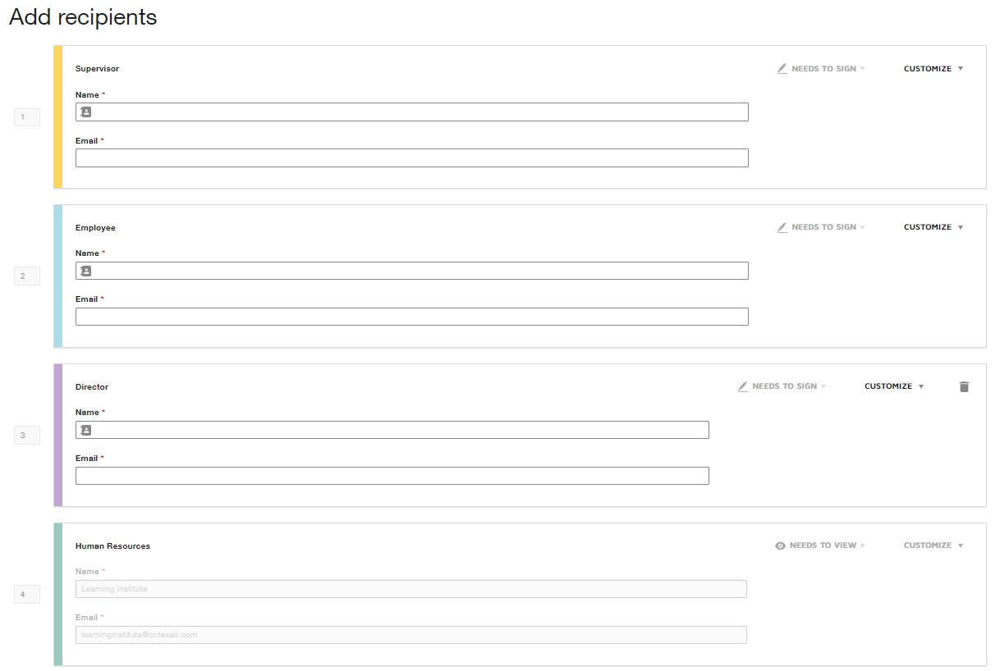 Add recipients
Supervisor
NEEDS TO SIGN
CUSTOMIZE
Name *
1
Email *
Employee
NEEDS TO SIGN
CUSTOMIZE
Name *
2
Email *
Director
NEEDS TO SIGN
CUSTOMIZE
Name *
3
Email *
Human Resources
NEEDS TO VIEW
CUSTOMIZE
Name *
Learning Institute
4
Email *
learninginstitute@cctexas.com